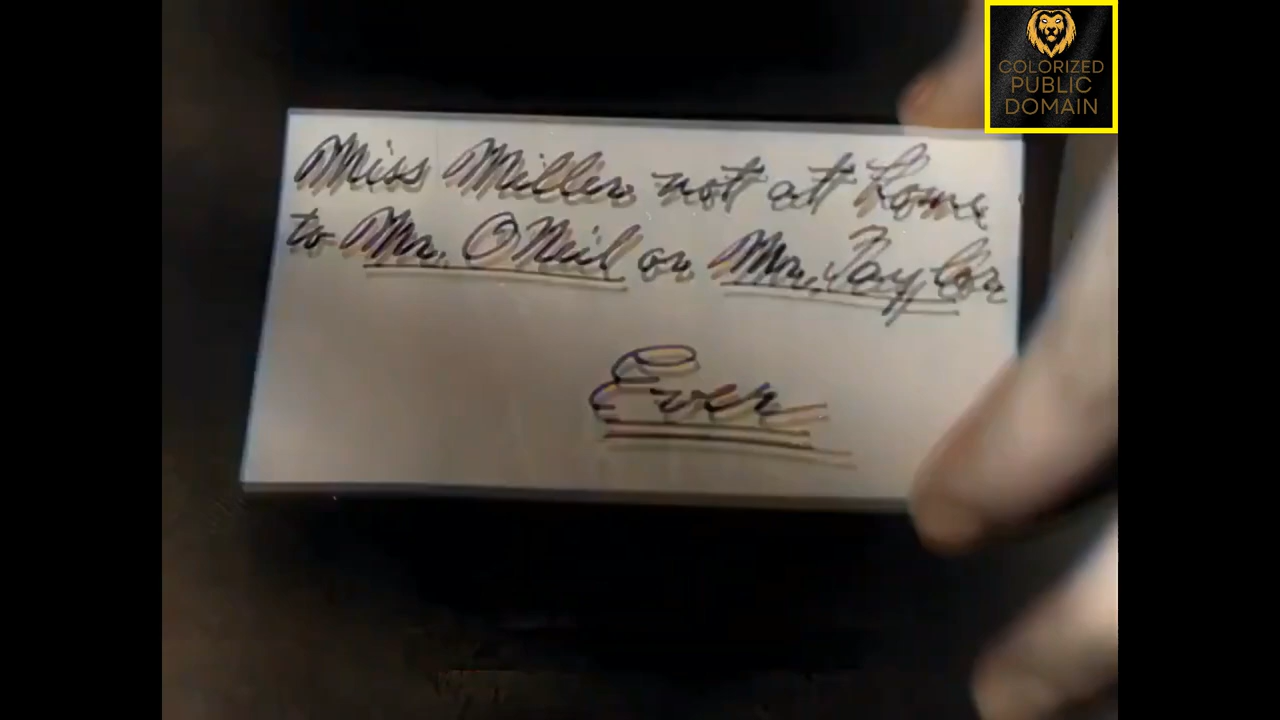 Miss Miller not at home
to Mr. O'Neil or Mr. Taylor
Ever
COLORIZED
PUBLIC
DOMAIN